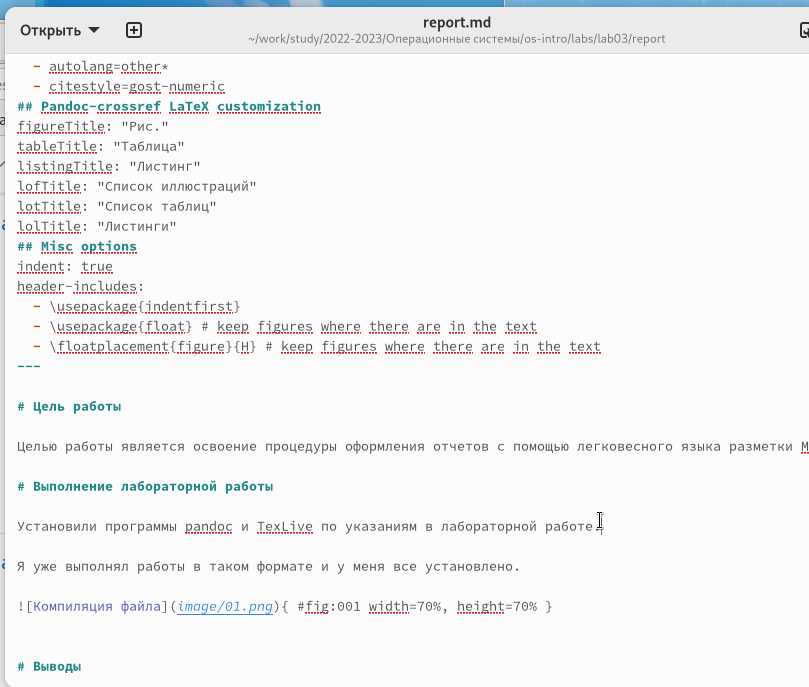 Открыть
report.md
~/work/study/2022-2023/Операционные системы/os-intro/labs/lab03/report
- autolang=other*
- citestyle=gost-numeric
## Pandoc-crossref LaTeX customization
figureTitle: "Рис."
tableTitle: "Таблица"
listingTitle: "Листинг"
lofTitle: "Список иллюстраций"
lotTitle: "Список таблиц"
lolTitle: "Листинги"
## Misc options
indent: true
header-includes:
- \usepackage{indentfirst}
- \usepackage{float} # keep figures where there are in the text
- \floatplacement{figure}{H} # keep figures where there are in the text
---
# Цель работы
Целью работы является освоение процедуры оформления отчетов с помощью легковесного языка разметки
# Выполнение лабораторной работы
Установили программы pandoc и TexLive по указаниям в лабораторной работе.
Я уже выполнял работы в таком формате и у меня все установлено.
![Компиляция файла](image/01.png){ #fig:001 width=70%, height=70% }
# Выводы